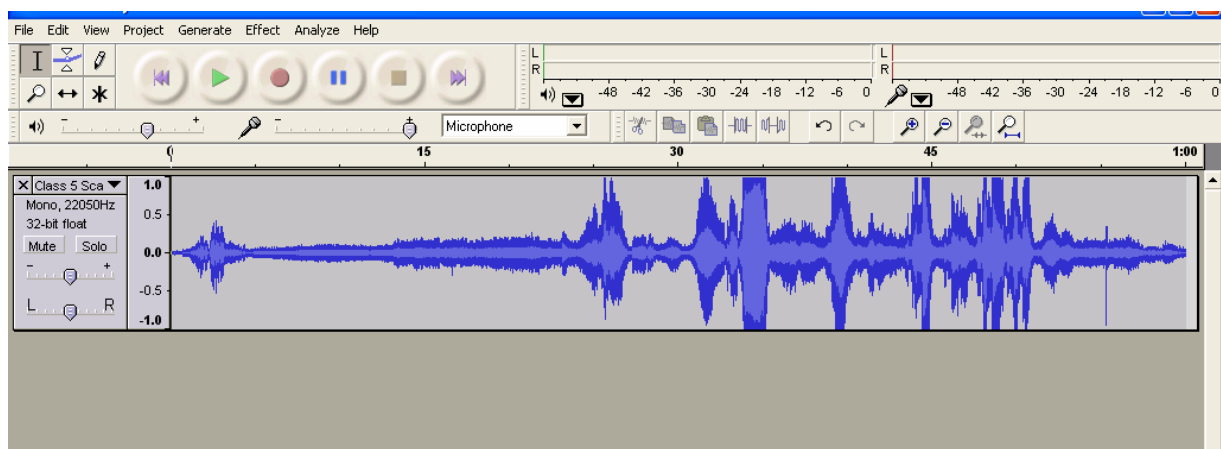 File Edit View Project Generate Effect Analyze Help
L
R
-48 -42 -36 -30 -24 -18 -12 -6 0
L
R
-48 -42 -36 -30 -24 -18 -12 -6 0
- + - + Microphone
0 15 30 45 1:00
X Class 5 Sca
Mono, 22050Hz
32-bit float
Mute Solo
- +
L R
1.0
0.5
0.0
-0.5
-1.0